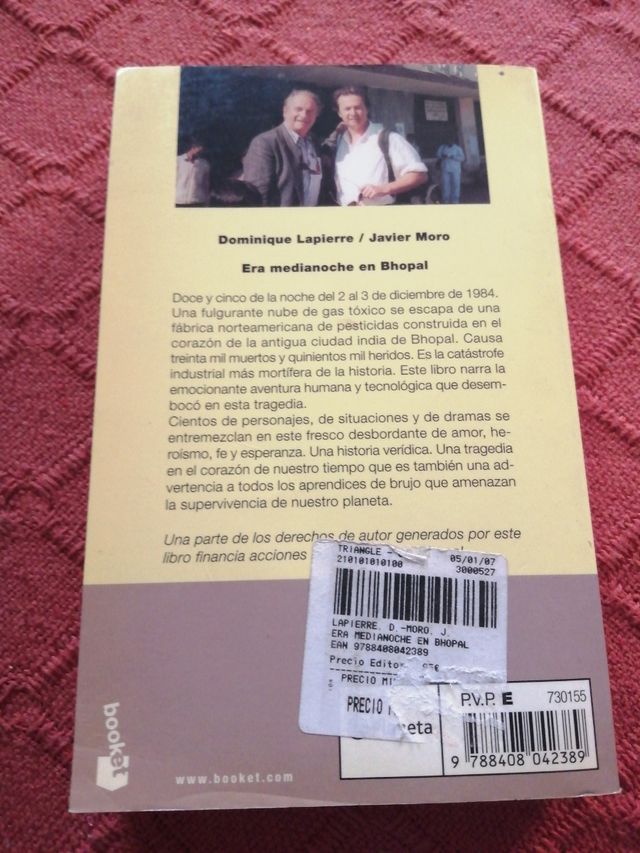 Dominique Lapierre / Javier Moro
Era medianoche en Bhopal
Doce y cinco de la noche del 2 al 3 de diciembre de 1984.
Una fulgurante nube de gas tóxico se escapa de una
fábrica norteamericana de pesticidas construida en el
corazón de la antigua ciudad india de Bhopal. Causa
treinta mil muertos y quinientos mil heridos. Es la catástrofe
industrial más mortífera de la historia. Este libro narra la
emocionante aventura humana y tecnológica que desem-
bocó en esta tragedia.
Cientos de personajes, de situaciones y de dramas se
entremezclan en este fresco desbordante de amor, he-
roísmo, fe y esperanza. Una historia verídica. Una tragedia
en el corazón de nuestro tiempo que es también una ad-
vertencia a todos los aprendices de brujo que amenazan
la supervivencia de nuestro planeta.
Una parte de los derechos de autor generados por este
libro financia acciones
TRIANGLE -
05/01/07
210101010100
3000527
LAPIERRE, D.-MORO, J.
ERA MEDIANOCHE EN BHOPAL
EAN 9788408042389
Precio Editor
PRECIO
PRECIO
P.V.P. E
730155
9 788408 042389
booket
www.booket.com